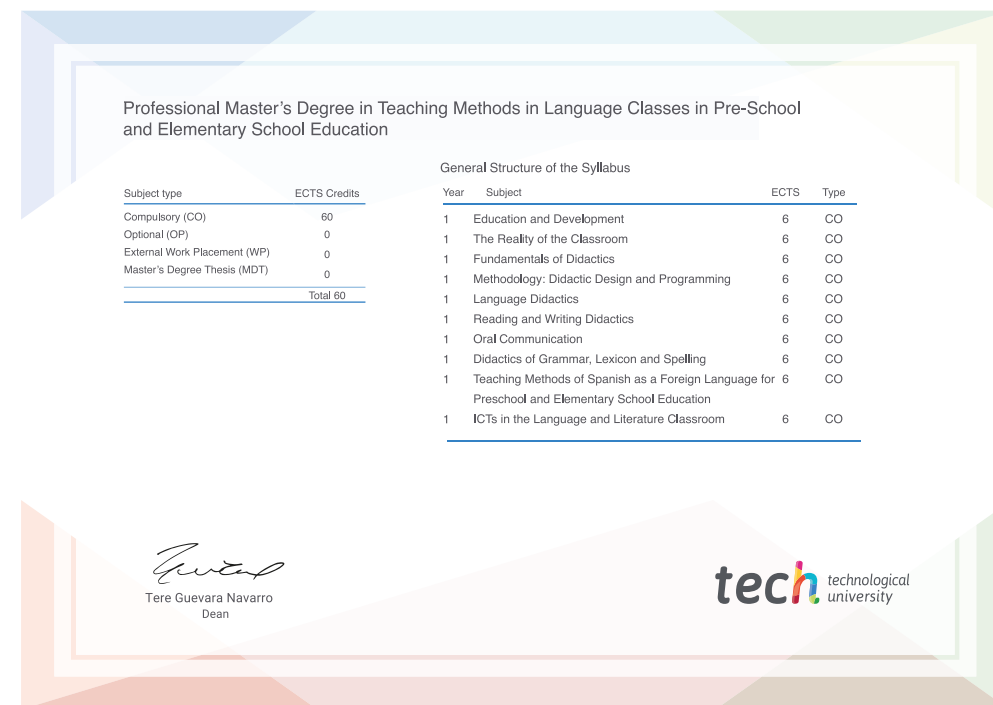 Professional Master's Degree in Teaching Methods in Language Classes in Pre-School
and Elementary School Education
Subject type ECTS Credits
Compulsory (CO) 60
Optional (OP) 0
External Work Placement (WP) 0
Master's Degree Thesis (MDT) 0
Total 60
General Structure of the Syllabus
Year Subject ECTS Type
1 Education and Development 6 CO
1 The Reality of the Classroom 6 CO
1 Fundamentals of Didactics 6 CO
1 Methodology: Didactic Design and Programming 6 CO
1 Language Didactics 6 CO
1 Reading and Writing Didactics 6 CO
1 Oral Communication 6 CO
1 Didactics of Grammar, Lexicon and Spelling 6 CO
1 Teaching Methods of Spanish as a Foreign Language for 6 CO
Preschool and Elementary School Education
1 ICTs in the Language and Literature Classroom 6 CO
Tere Guevara Navarro
Dean
tech technological
university